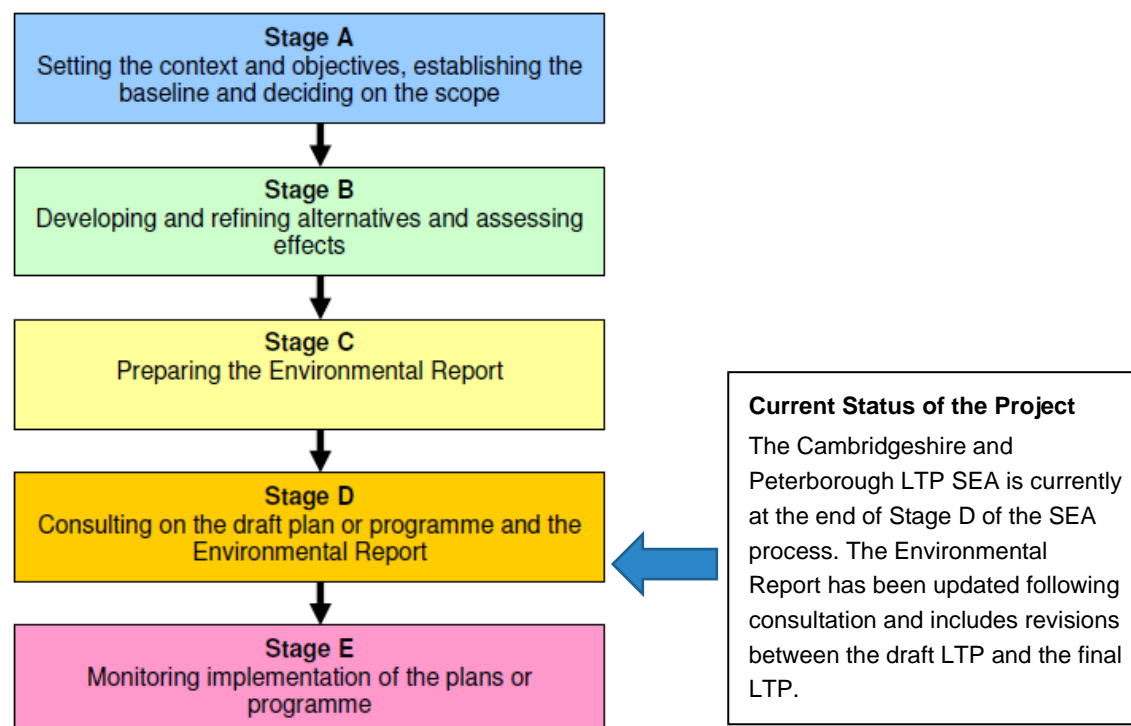 Stage A
Setting the context and objectives, establishing the
baseline and deciding on the scope
Stage B
Developing and refining alternatives and assessing
effects
Stage C
Preparing the Environmental Report
Stage D
Consulting on the draft plan or programme and the
Environmental Report
Stage E
Monitoring implementation of the plans or
programme
Current Status of the Project
The Cambridgeshire and
Peterborough LTP SEA is currently
at the end of Stage D of the SEA
process. The Environmental
Report has been updated following
consultation and includes revisions
between the draft LTP and the final
LTP.